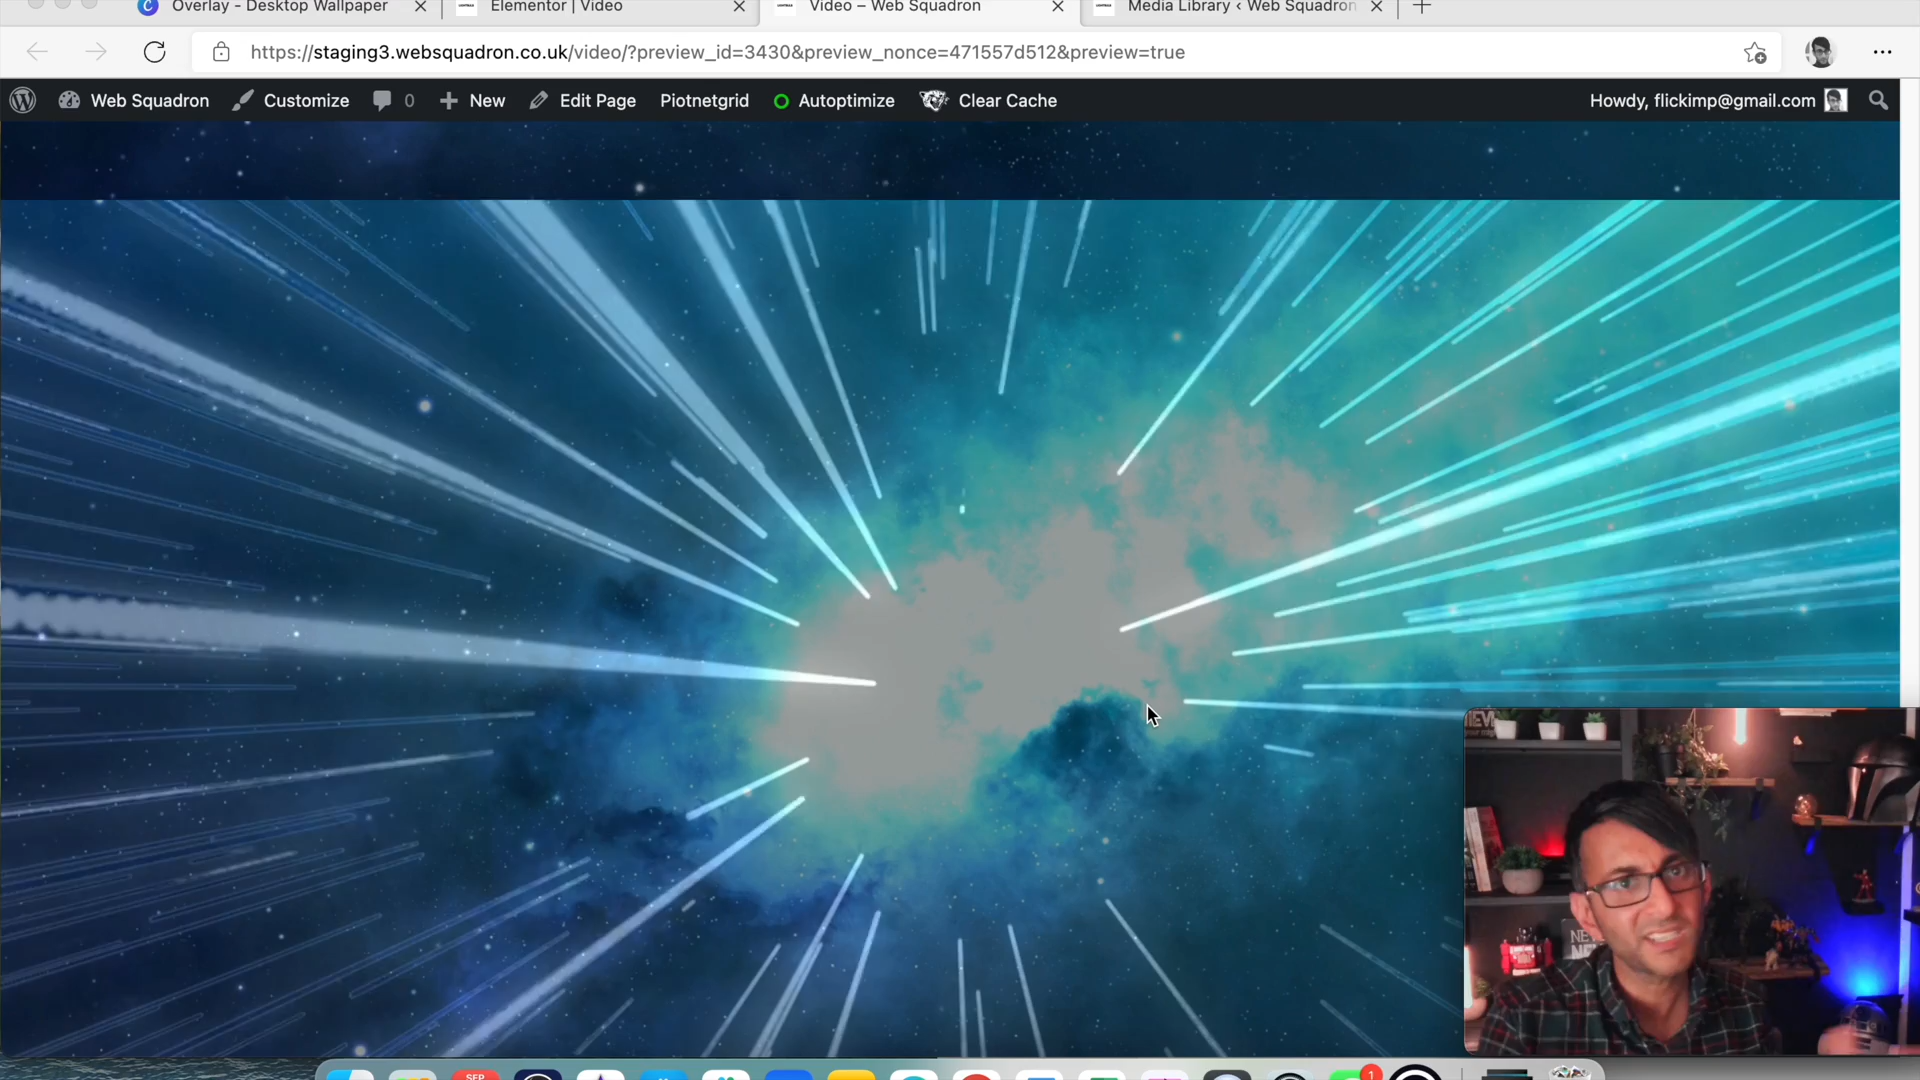 Overlay - Desktop Wallpaper
Elementor | Video
Video – Web Squadron
Media Library ‹ Web Squadron
https://staging3.websquadron.co.uk/video/?preview_id=3430&preview_nonce=471557d512&preview=true
Web Squadron
Customize
0
New
Edit Page
Piotnetgrid
Autoptimize
Clear Cache
Howdy, flickimp@gmail.com
SEP
1